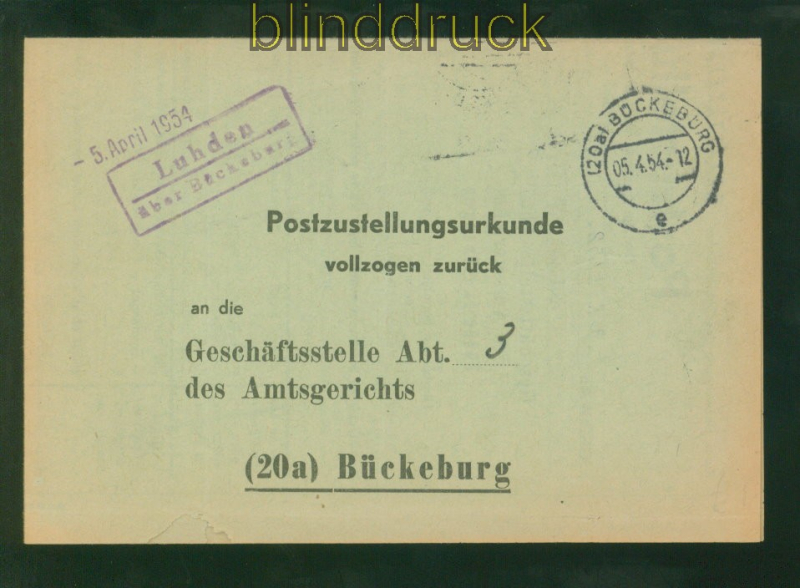 blinddruck
- 5. April 1954
Luhden
über Bückeburg
(20a) BÜCKEBURG
05.4.54.-12
e
Postzustellungsurkunde
vollzogen zurück
an die
Geschäftsstelle Abt. 3
des Amtsgerichts
(20a) Bückeburg